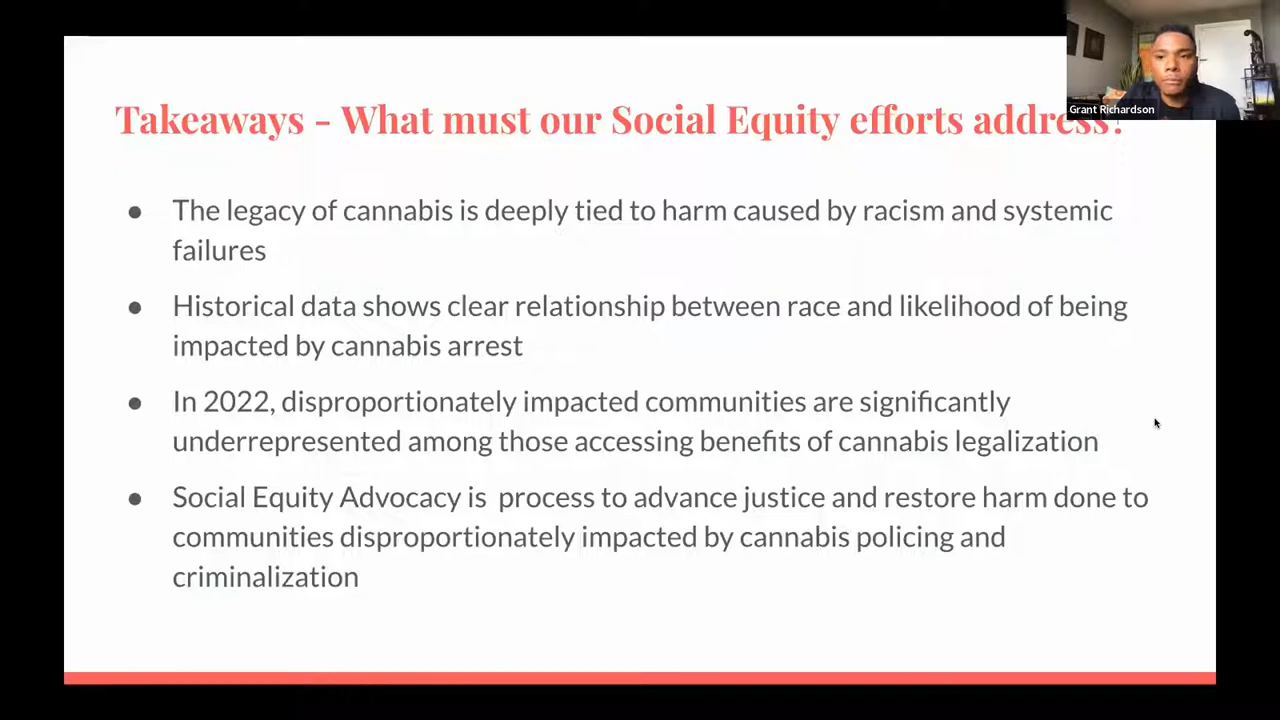 Takeaways - What must our Social Equity efforts address?
Grant Richardson
● The legacy of cannabis is deeply tied to harm caused by racism and systemic
failures
● Historical data shows clear relationship between race and likelihood of being
impacted by cannabis arrest
● In 2022, disproportionately impacted communities are significantly
underrepresented among those accessing benefits of cannabis legalization
● Social Equity Advocacy is  process to advance justice and restore harm done to
communities disproportionately impacted by cannabis policing and
criminalization